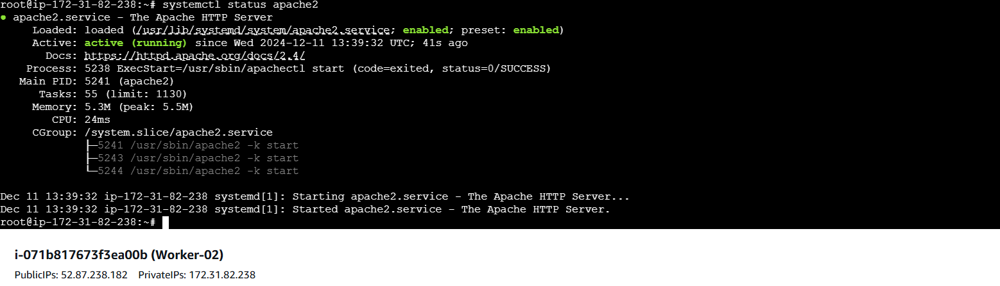 root@ip-172-31-82-238:~# systemctl status apache2
● apache2.service - The Apache HTTP Server
Loaded: loaded (/usr/lib/systemd/system/apache2.service; enabled; preset: enabled)
Active: active (running) since Wed 2024-12-11 13:39:32 UTC; 41s ago
Docs: https://httpd.apache.org/docs/2.4/
Process: 5238 ExecStart=/usr/sbin/apachectl start (code=exited, status=0/SUCCESS)
Main PID: 5241 (apache2)
Tasks: 55 (limit: 1130)
Memory: 5.3M (peak: 5.5M)
CPU: 24ms
CGroup: /system.slice/apache2.service
├─5241 /usr/sbin/apache2 -k start
├─5243 /usr/sbin/apache2 -k start
└─5244 /usr/sbin/apache2 -k start
Dec 11 13:39:32 ip-172-31-82-238 systemd[1]: Starting apache2.service - The Apache HTTP Server...
Dec 11 13:39:32 ip-172-31-82-238 systemd[1]: Started apache2.service - The Apache HTTP Server.
root@ip-172-31-82-238:~#
i-071b817673f3ea00b (Worker-02)
PublicIPs: 52.87.238.182 PrivateIPs: 172.31.82.238